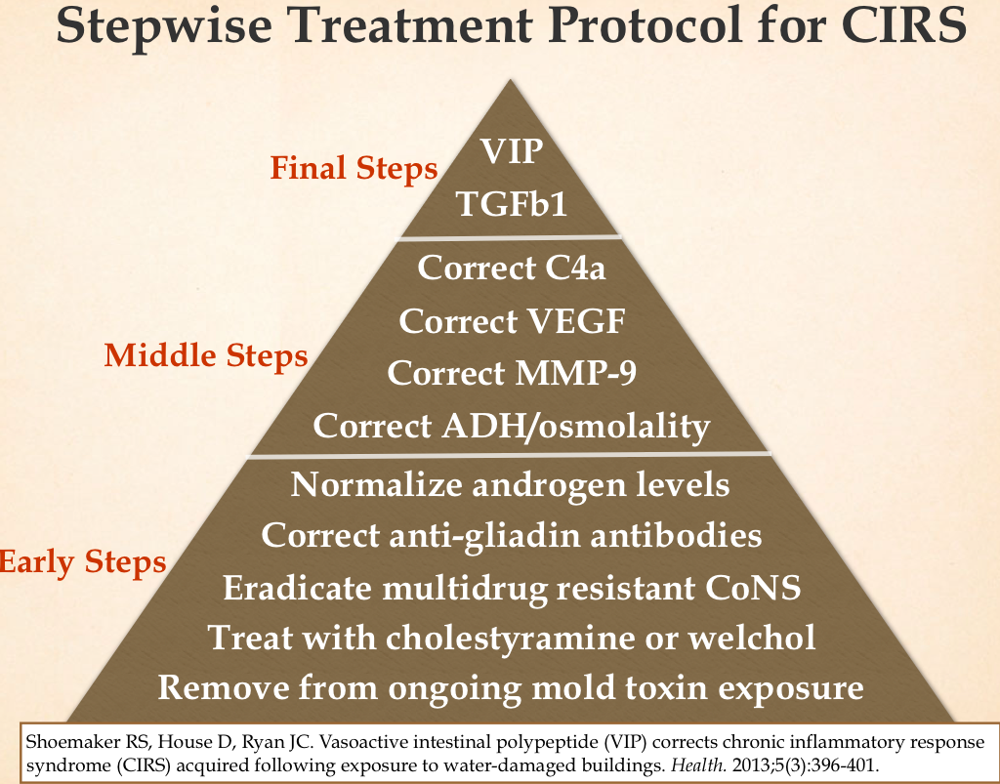 Stepwise Treatment Protocol for CIRS
Final Steps
VIP
TGFb1
Middle Steps
Correct C4a
Correct VEGF
Correct MMP-9
Correct ADH/osmolality
Early Steps
Normalize androgen levels
Correct anti-gliadin antibodies
Eradicate multidrug resistant CoNS
Treat with cholestyramine or welchol
Remove from ongoing mold toxin exposure
Shoemaker RS, House D, Ryan JC. Vasoactive intestinal polypeptide (VIP) corrects chronic inflammatory response
syndrome (CIRS) acquired following exposure to water-damaged buildings. Health. 2013;5(3):396-401.